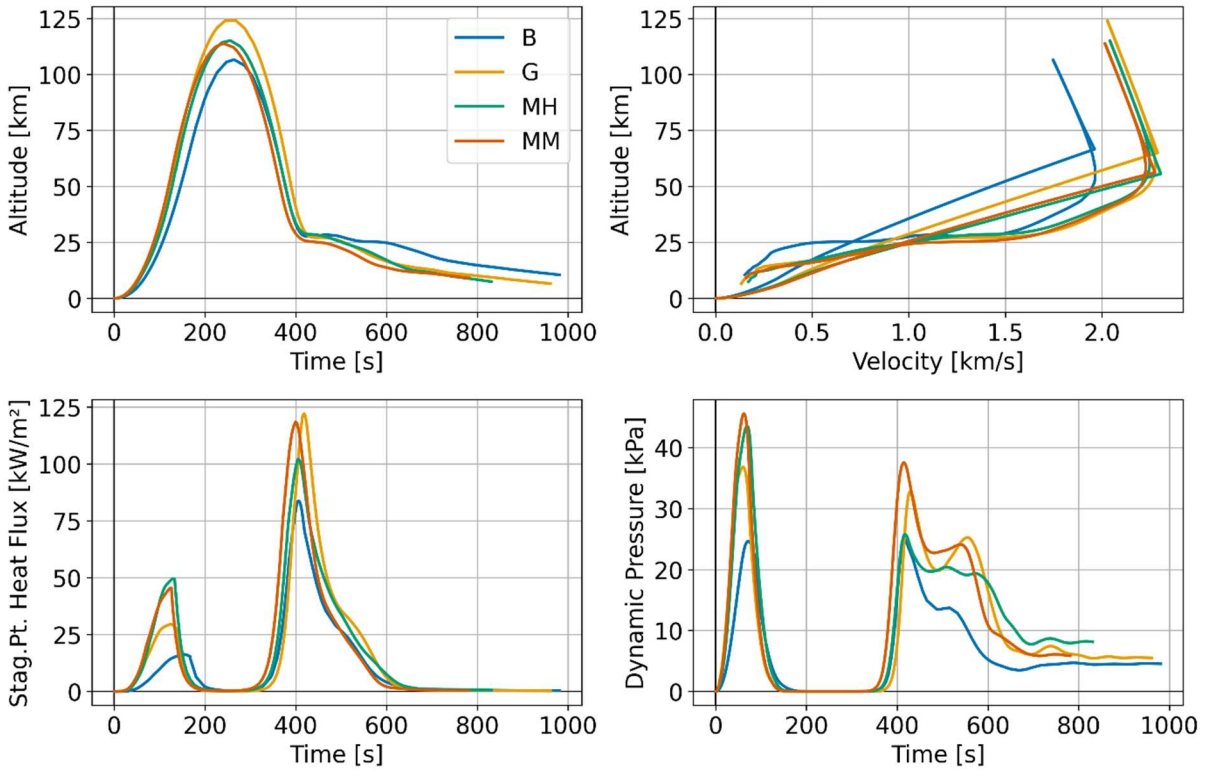 125
100
75
50
25
0
Altitude [km]
0 200 400 600 800 1000
Time [s]
B
G
MH
MM
125
100
75
50
25
0
Altitude [km]
0.0 0.5 1.0 1.5 2.0
Velocity [km/s]
125
100
75
50
25
0
Stag.Pt. Heat Flux [kW/m²]
0 200 400 600 800 1000
Time [s]
40
30
20
10
0
Dynamic Pressure [kPa]
0 200 400 600 800 1000
Time [s]